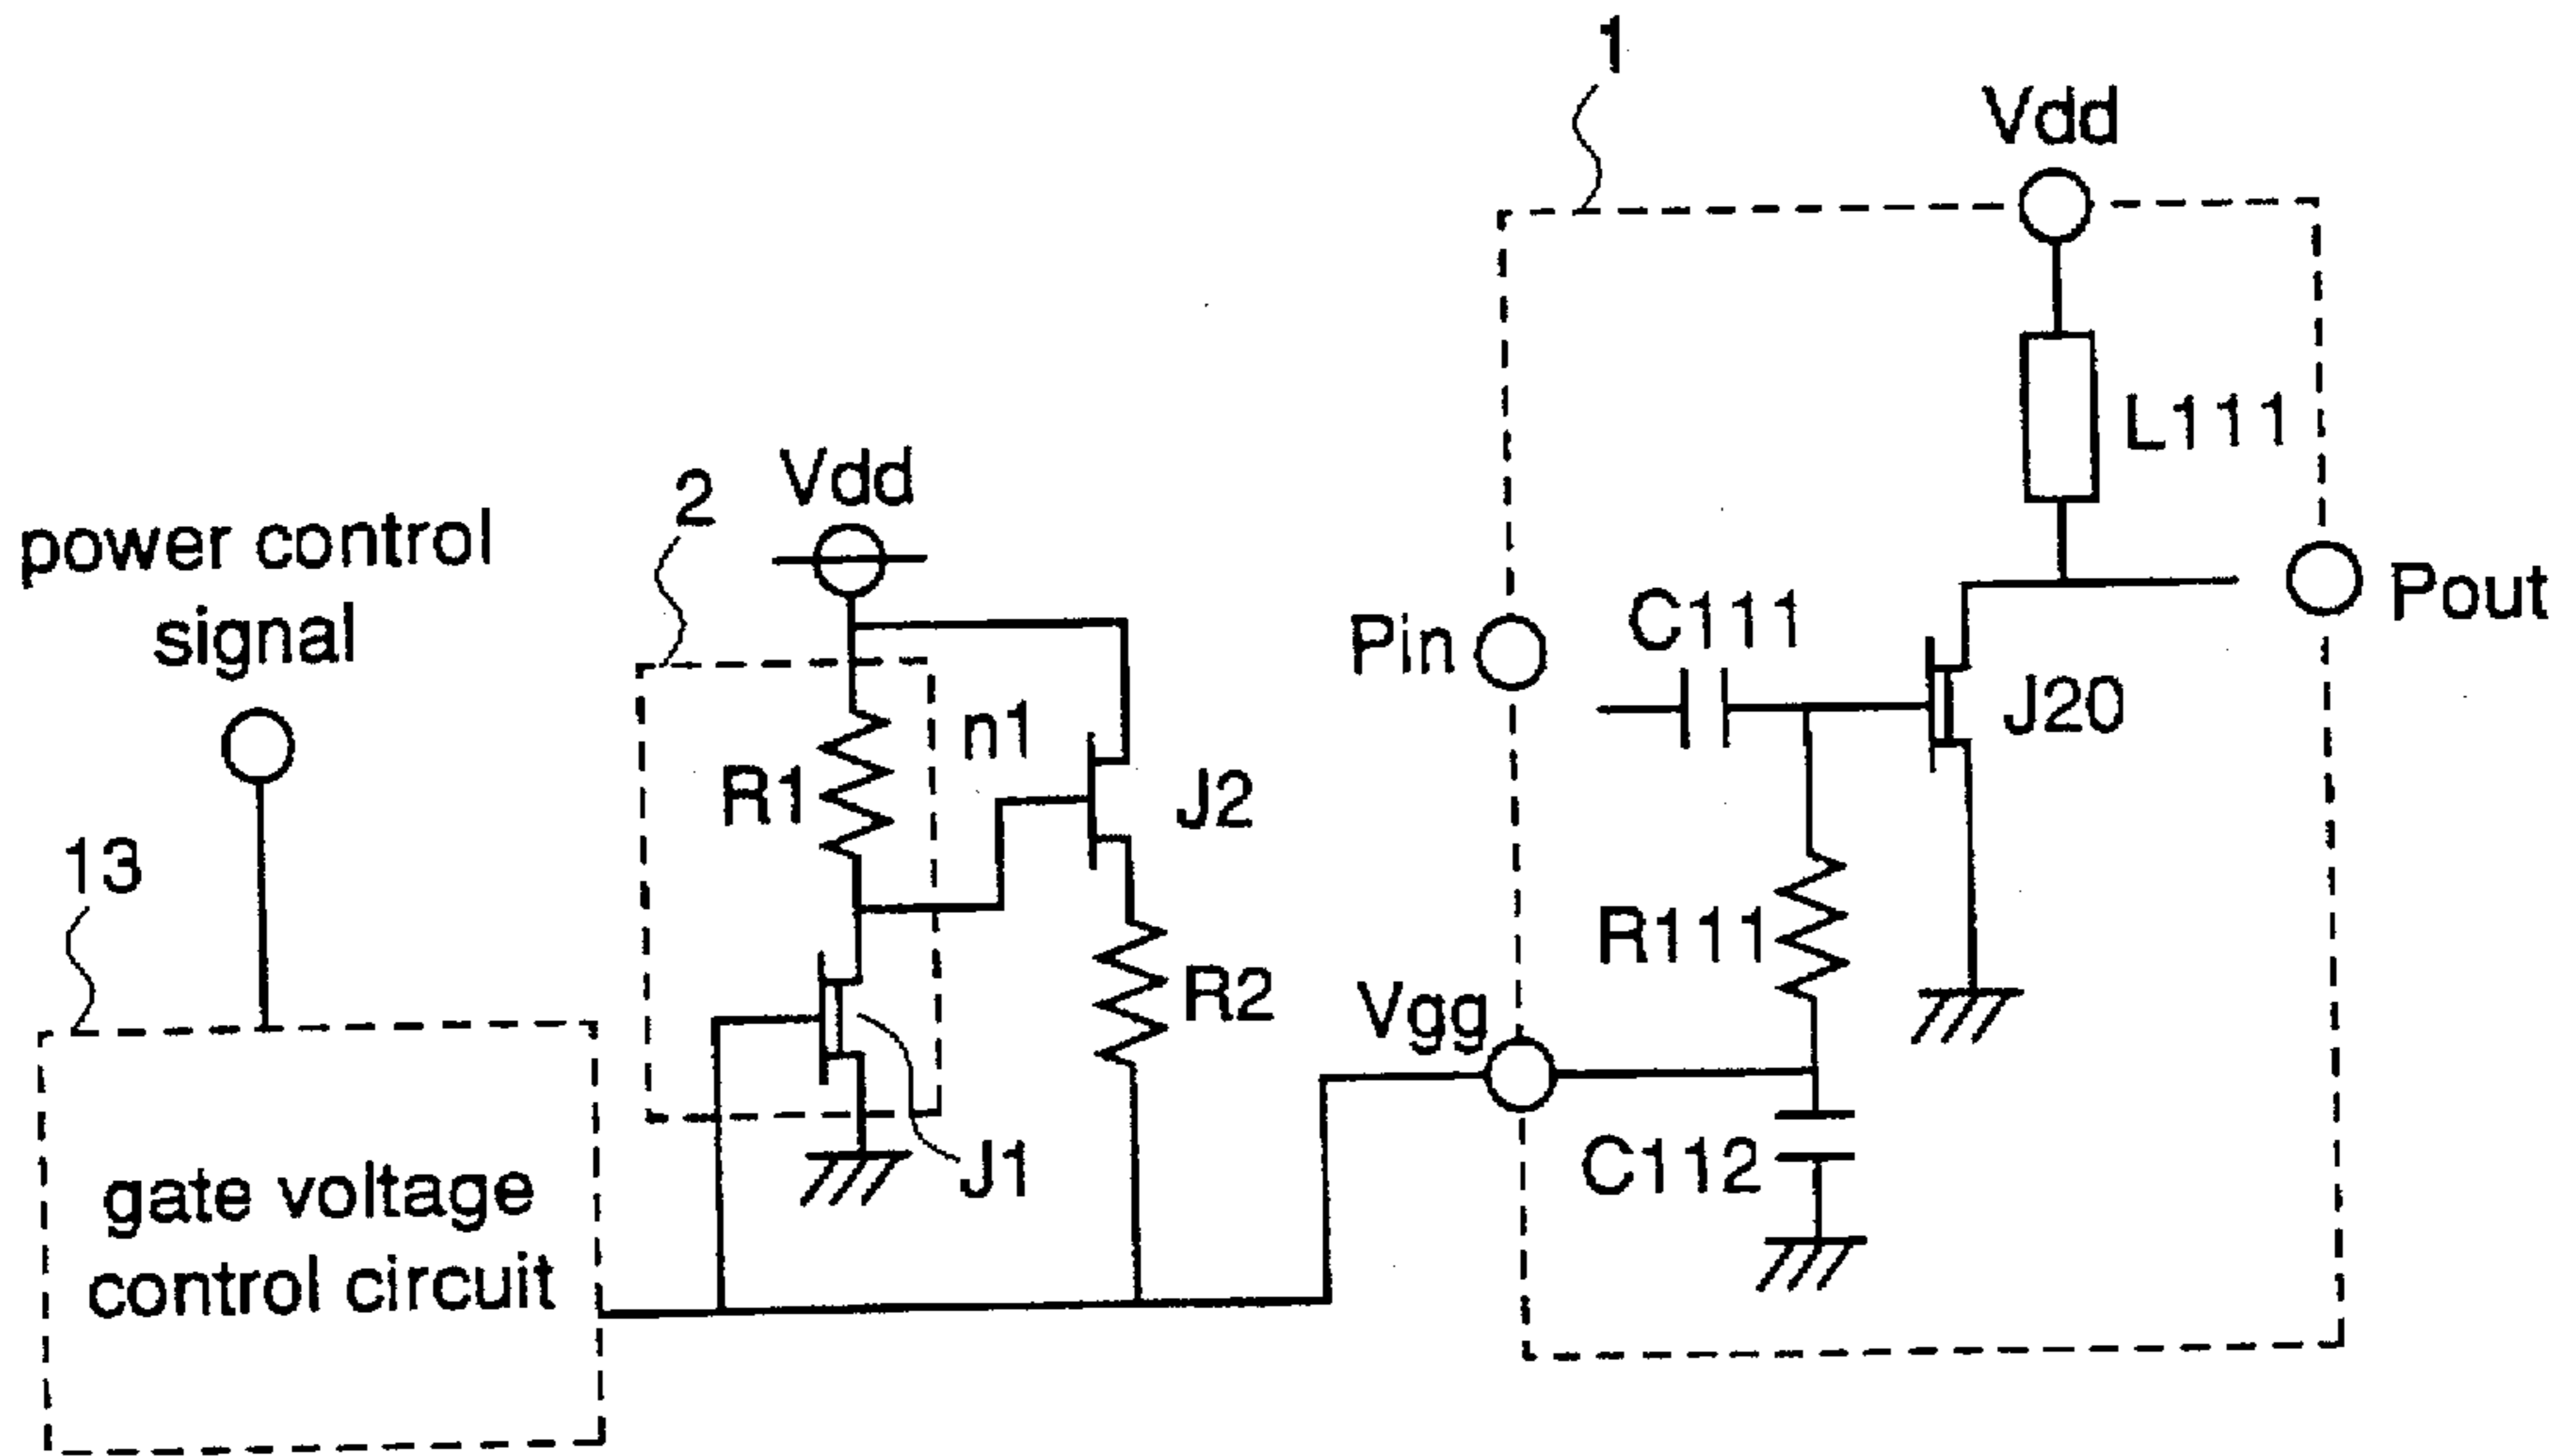 1
Vdd
L111
Pout
Pin
C111
J20
R111
Vgg
C112
2
Vdd
n1
R1
J2
R2
J1
power control
signal
13
gate voltage
control circuit